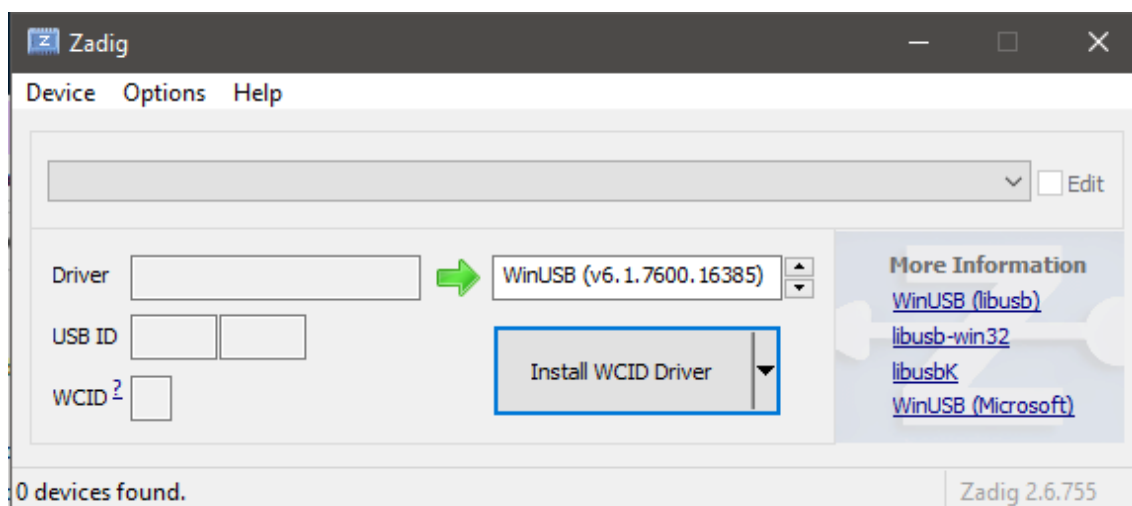 Zadig
Device Options Help
Edit
Driver
WinUSB (v6.1.7600.16385)
USB ID
WCID ?
Install WCID Driver
More Information
WinUSB (libusb)
libusb-win32
libusbK
WinUSB (Microsoft)
0 devices found.
Zadig 2.6.755